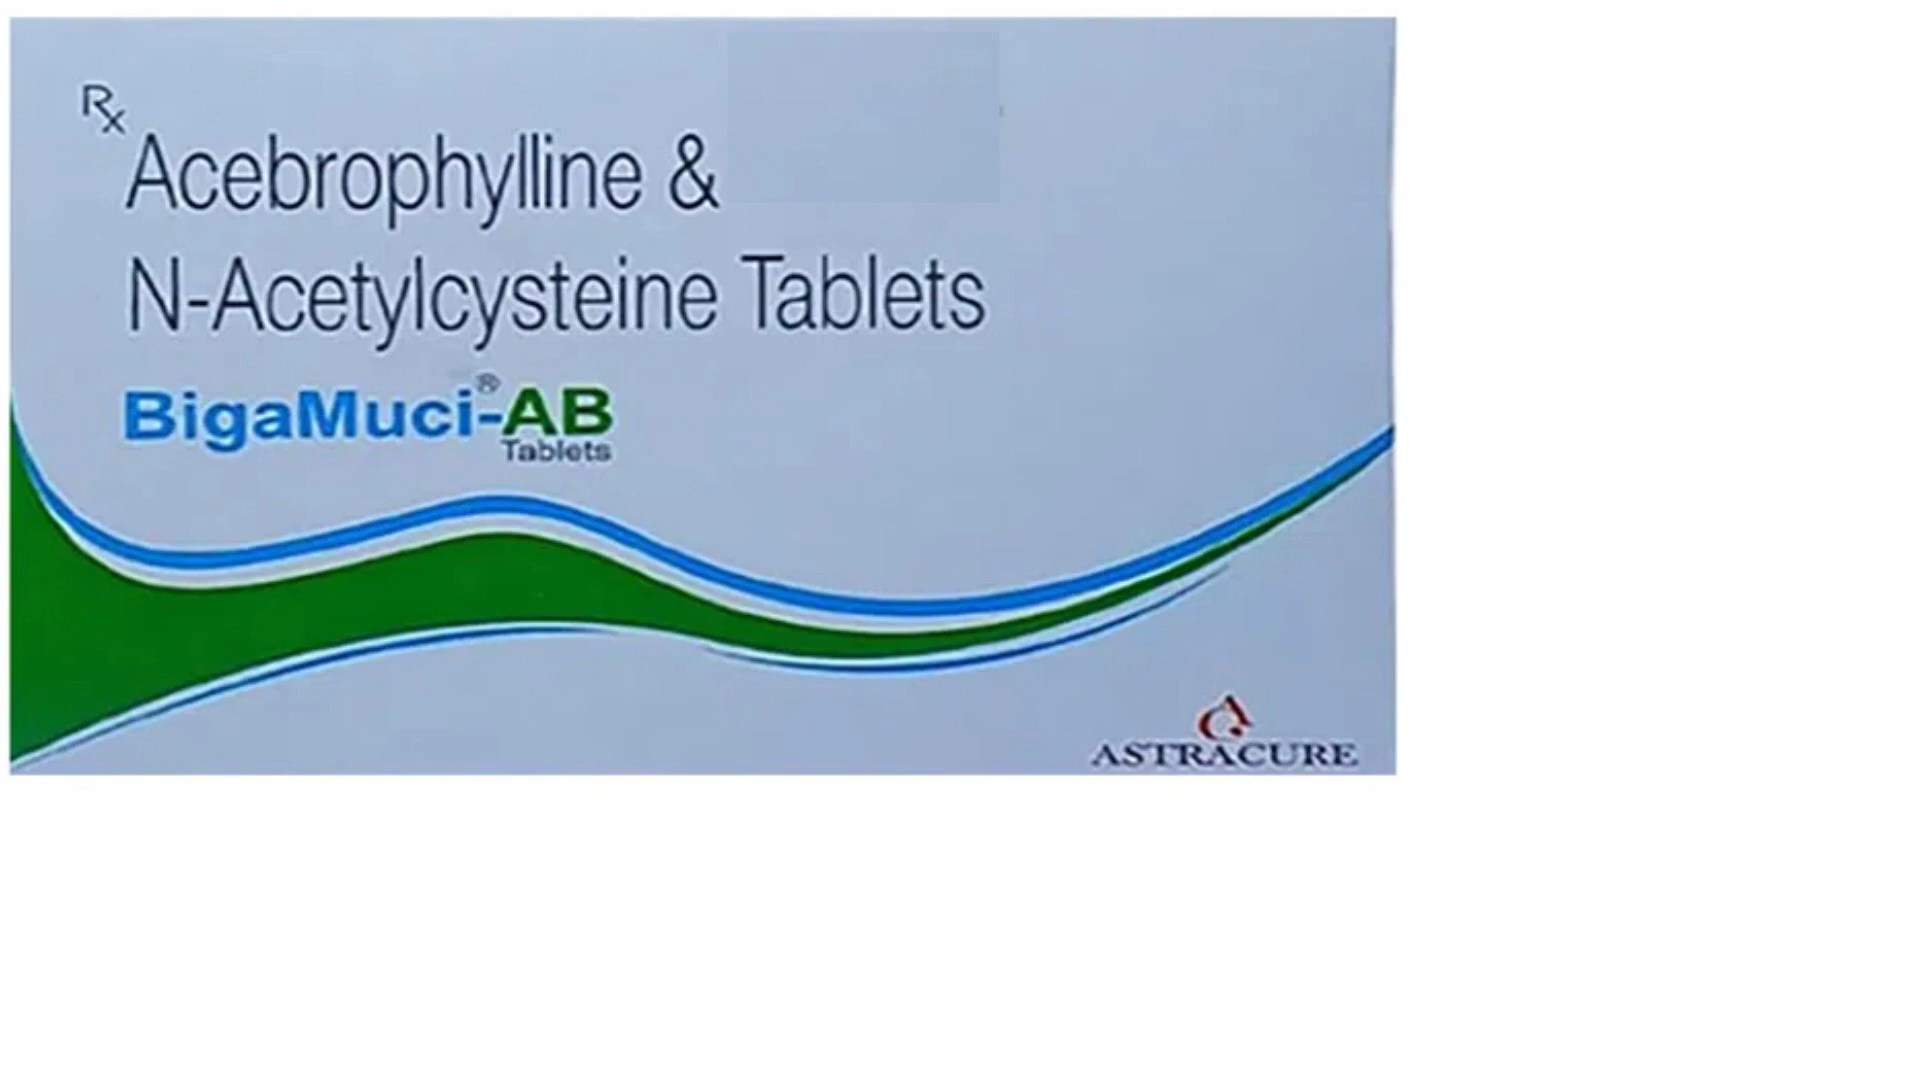 Rx
Acebrophylline &
N-Acetylcysteine Tablets
BigaMuci®-AB
Tablets
ASTRACURE